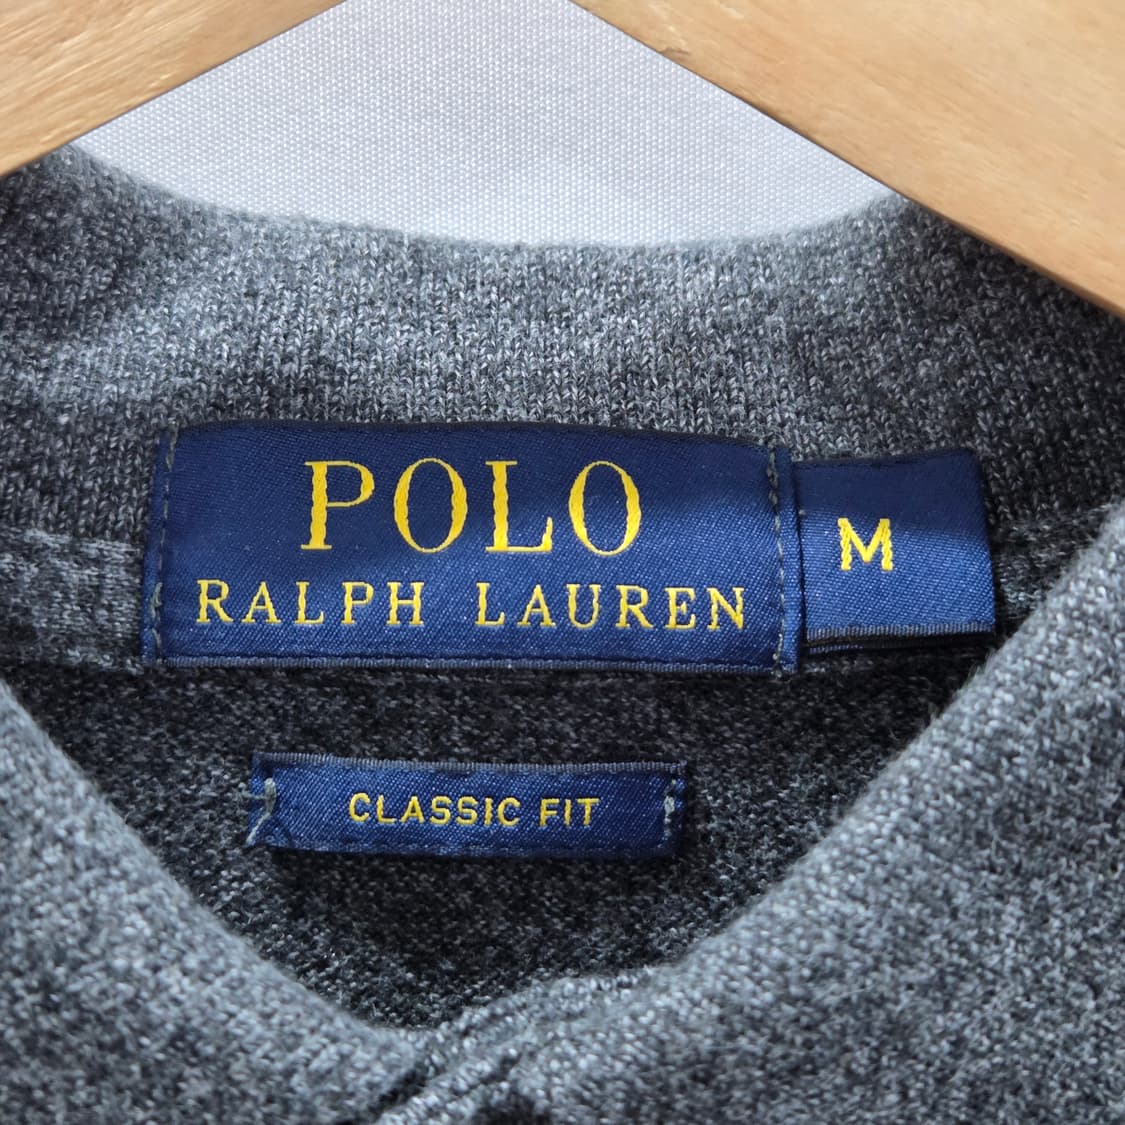 POLO
RALPH LAUREN
M
CLASSIC FIT